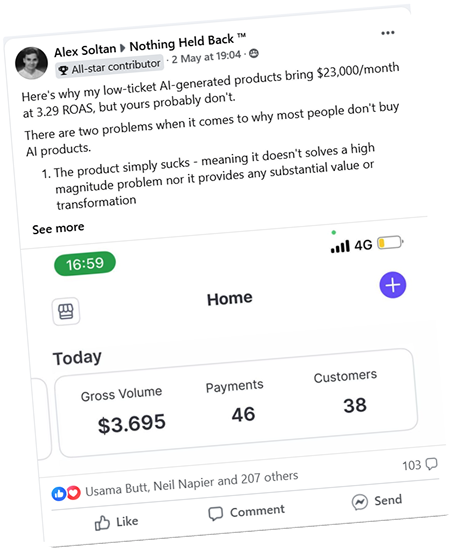 Alex Soltan ▸ Nothing Held Back ™
All-star contributor · 2 May at 19:04 ·
Here's why my low-ticket AI-generated products bring $23,000/month
at 3.29 ROAS, but yours probably don't.
There are two problems when it comes to why most people don't buy
AI products.
1. The product simply sucks - meaning it doesn't solves a high
magnitude problem nor it provides any substantial value or
transformation
See more
16:59
4G
Home
Today
Gross Volume
Payments
Customers
$3.695
46
38
Usama Butt, Neil Napier and 207 others
103
Like
Comment
Send